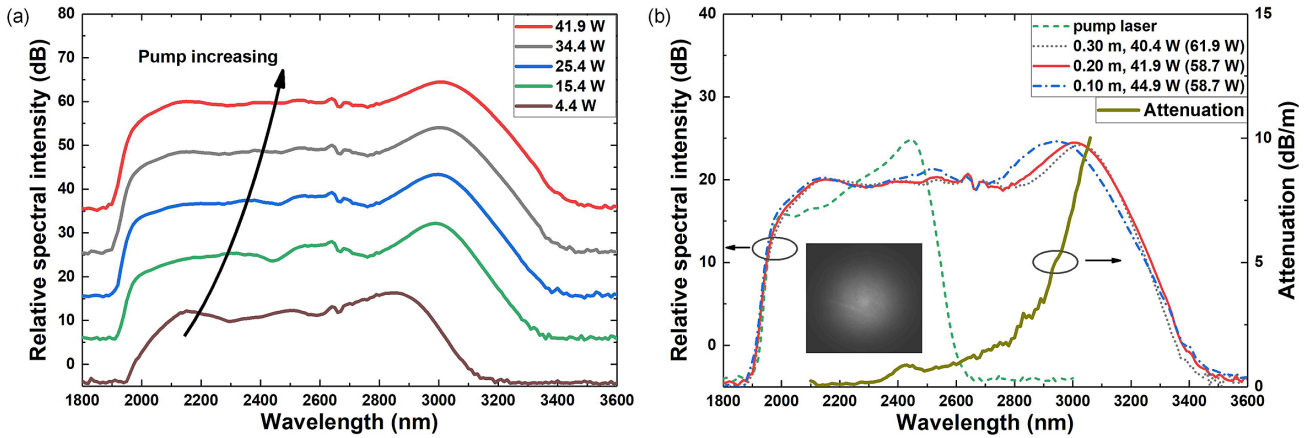 (a)
Relative spectral intensity (dB)
80
70
60
50
40
30
20
10
0
Pump increasing
41.9 W
34.4 W
25.4 W
15.4 W
4.4 W
1800 2000 2200 2400 2600 2800 3000 3200 3400 3600
Wavelength (nm)
(b)
Relative spectral intensity (dB)
40
35
30
25
20
15
10
5
0
pump laser
0.30 m, 40.4 W (61.9 W)
0.20 m, 41.9 W (58.7 W)
0.10 m, 44.9 W (58.7 W)
Attenuation
15
10
5
0
Attenuation (dB/m)
1800 2000 2200 2400 2600 2800 3000 3200 3400 3600
Wavelength (nm)